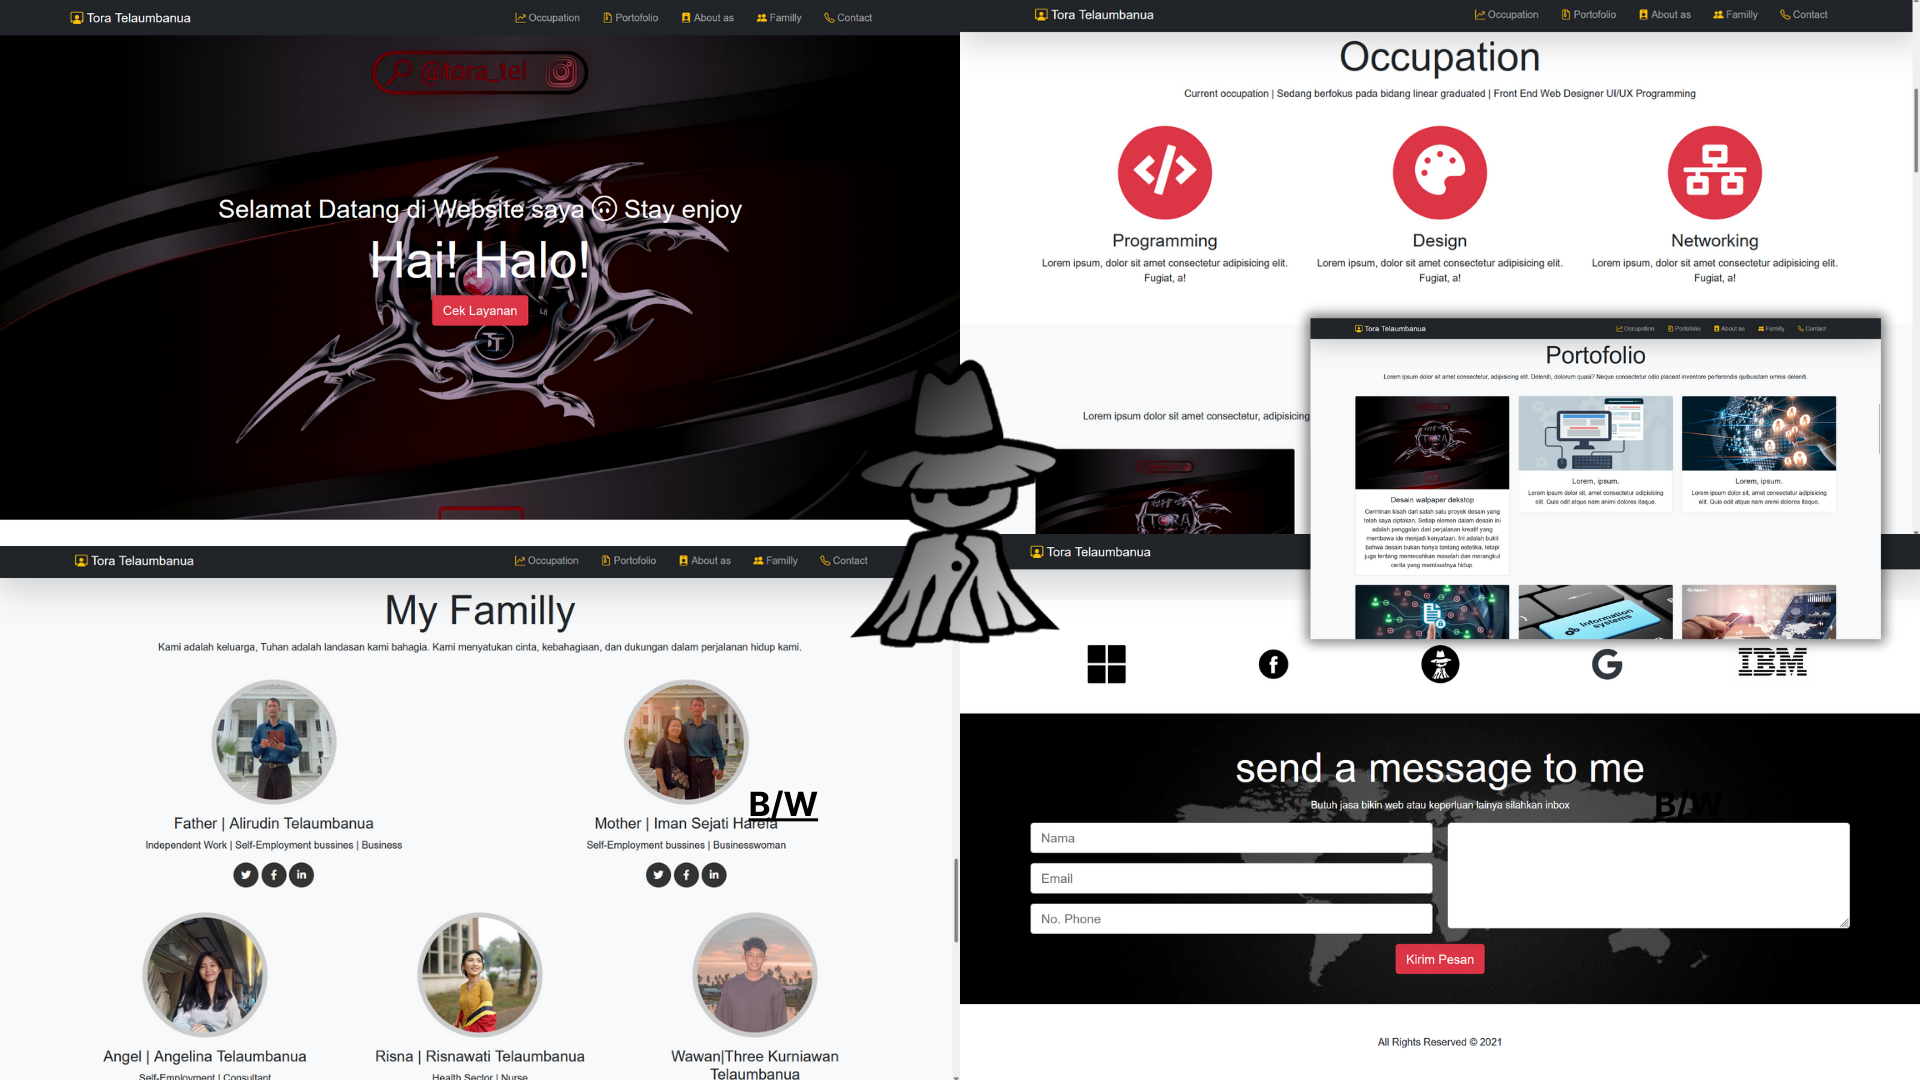 Tora Telaumbanua
Occupation
Portofolio
About as
Familly
Contact
@tora_tel
Selamat Datang di Website saya Stay enjoy
Hai! Halo!
Cek Layanan
Tora Telaumbanua
Occupation
Portofolio
About as
Familly
Contact
Occupation
Current occupation | Sedang berfokus pada bidang linear graduated | Front End Web Designer UI/UX Programming
Programming
Lorem ipsum, dolor sit amet consectetur adipisicing elit.
Fugiat, a!
Design
Lorem ipsum, dolor sit amet consectetur adipisicing elit.
Fugiat, a!
Networking
Lorem ipsum, dolor sit amet consectetur adipisicing elit.
Fugiat, a!
Lorem ipsum dolor sit amet consectetur, adipisicing
TORA
Tora Telaumbanua
Occupation
Portofolio
About as
Familly
Contact
Portofolio
Lorem ipsum dolor sit amet consectetur, adipisicing elit. Deleniti, dolorum quasi? Neque consectetur odio placeat inventore perferendis quibusdam omnis deleniti.
TORA
Desain walpaper dekstop
Cerminan kisah dari salah satu proyek desain yang
telah saya ciptakan. Setiap elemen dalam desain ini
adalah penggalan dari perjalanan kreatif yang
membawa ide menjadi kenyataan. Ini adalah bukti
bahwa desain bukan hanya tentang estetika, tetapi
juga tentang memecahkan masalah dan merangkul
cerita yang membuatnya hidup.
Lorem, ipsum.
Lorem ipsum dolor sit, amet consectetur adipisicing
elit. Quis odit atque nam animi dolores itaque.
Lorem, ipsum.
Lorem ipsum dolor sit, amet consectetur adipisicing
elit. Quis odit atque nam animi dolores itaque.
Information
systems
Tora Telaumbanua
Occupation
Portofolio
About as
Familly
Contact
My Familly
Kami adalah keluarga, Tuhan adalah landasan kami bahagia. Kami menyatukan cinta, kebahagiaan, dan dukungan dalam perjalanan hidup kami.
Father | Alirudin Telaumbanua
Independent Work | Self-Employment bussines | Business
B/W
Mother | Iman Sejati Harefa
Self-Employment bussines | Businesswoman
Angel | Angelina Telaumbanua
Self-Employment | Consultant
Risna | Risnawati Telaumbanua
Health Sector | Nurse
Wawan|Three Kurniawan
Telaumbanua
Tora Telaumbanua
IBM
send a message to me
Butuh jasa bikin web atau keperluan lainya silahkan inbox
B/W
Nama
Email
No. Phone
Kirim Pesan
All Rights Reserved © 2021